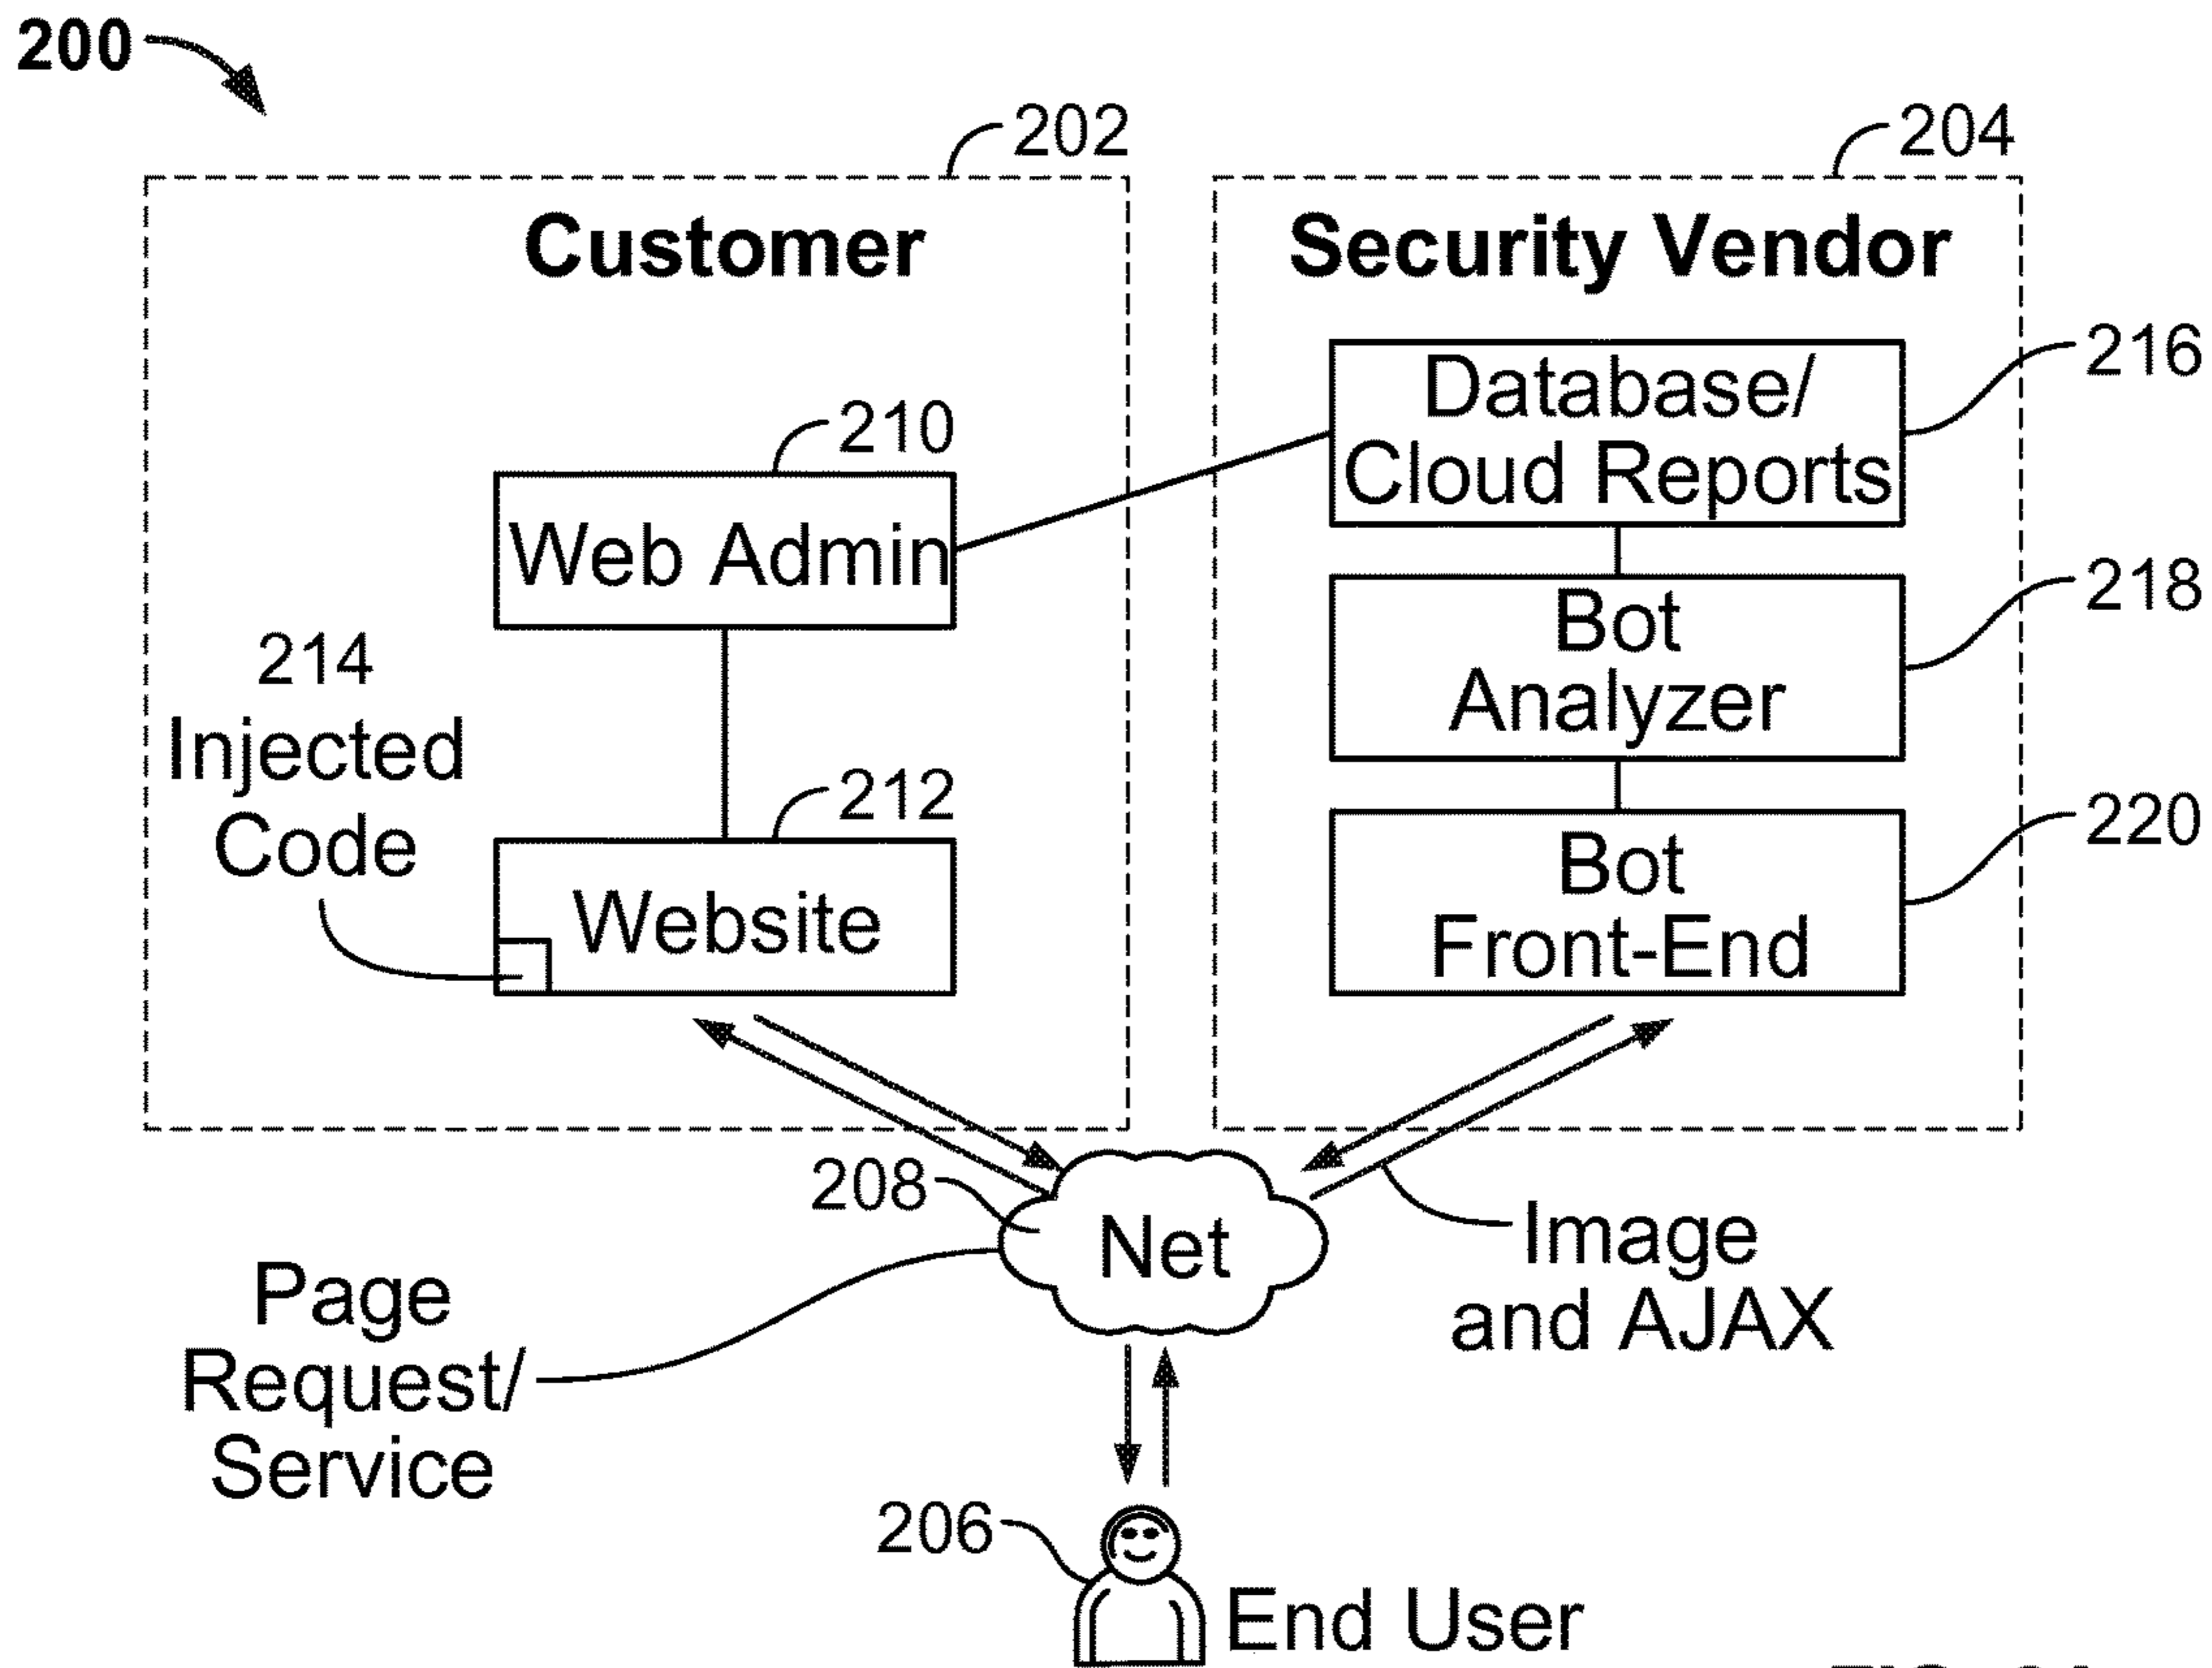 200
202
204
Customer
Security Vendor
216
Database/
Cloud Reports
210
Web Admin
218
Bot
Analyzer
214
Injected
Code
212
Website
220
Bot
Front-End
208
Net
Image
and AJAX
Page
Request/
Service
206
End User